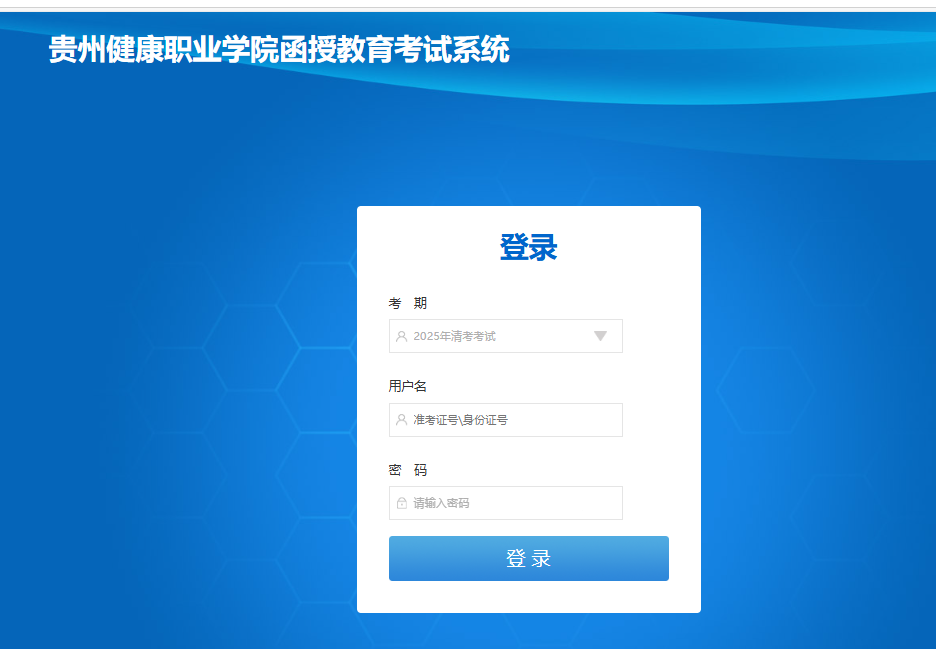 贵州健康职业学院函授教育考试系统
登录
考 期
2025年清考考试
用户名
准考证号\身份证号
密 码
请输入密码
登 录